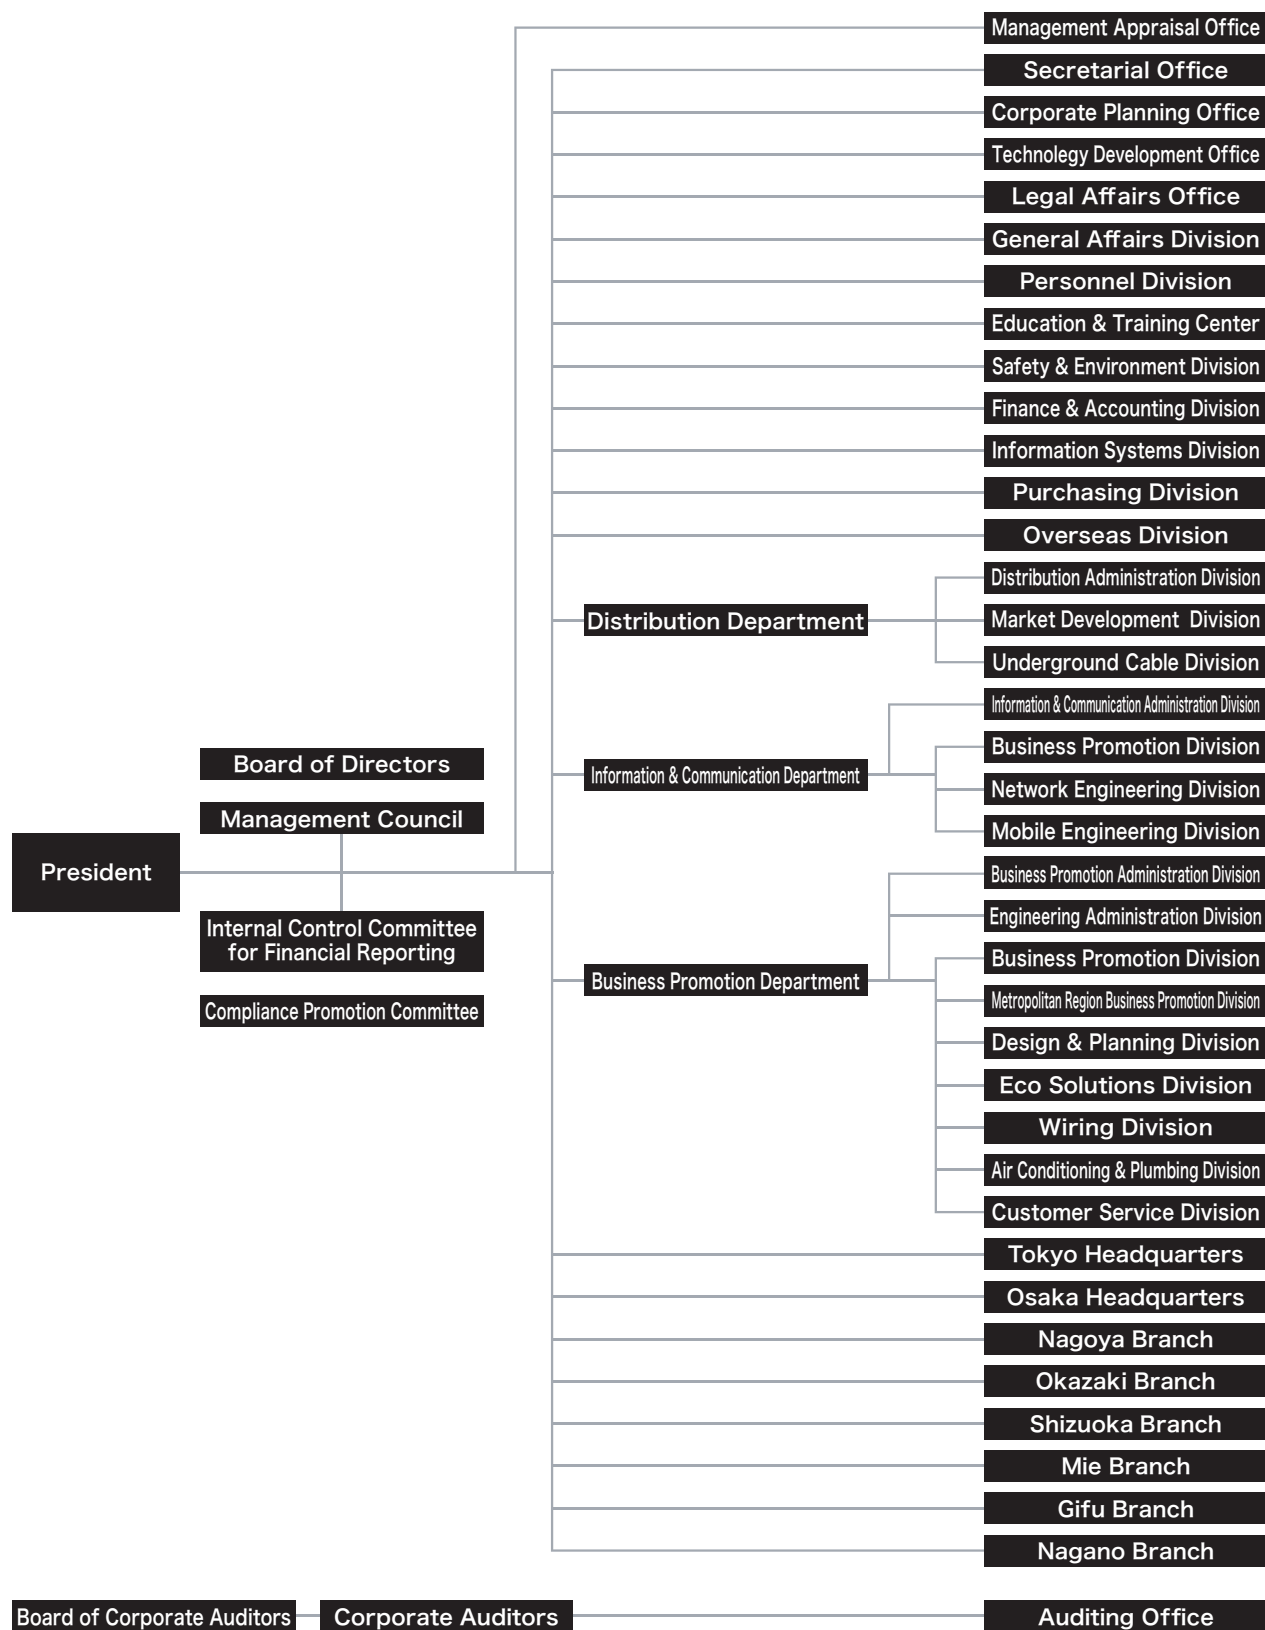 Management Appraisal Office
Secretarial Office
Corporate Planning Office
Technolegy Development Office
Legal Affairs Office
General Affairs Division
Personnel Division
Education & Training Center
Safety & Environment Division
Finance & Accounting Division
Information Systems Division
Purchasing Division
Overseas Division
Distribution Department
Distribution Administration Division
Market Development Division
Underground Cable Division
Information & Communication Department
Information & Communication Administration Division
Business Promotion Division
Network Engineering Division
Mobile Engineering Division
Board of Directors
Management Council
President
Internal Control Committee
for Financial Reporting
Compliance Promotion Committee
Business Promotion Department
Business Promotion Administration Division
Engineering Administration Division
Business Promotion Division
Metropolitan Region Business Promotion Division
Design & Planning Division
Eco Solutions Division
Wiring Division
Air Conditioning & Plumbing Division
Customer Service Division
Tokyo Headquarters
Osaka Headquarters
Nagoya Branch
Okazaki Branch
Shizuoka Branch
Mie Branch
Gifu Branch
Nagano Branch
Board of Corporate Auditors
Corporate Auditors
Auditing Office